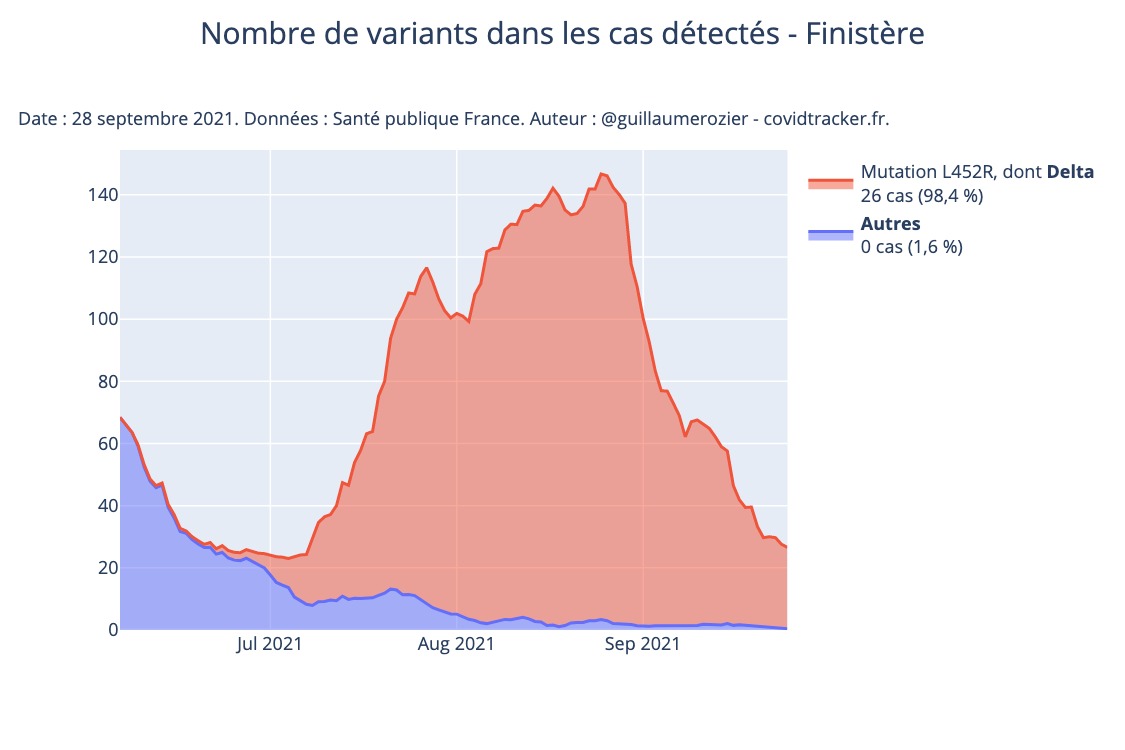 Nombre de variants dans les cas détectés - Finistère
Date : 28 septembre 2021. Données : Santé publique France. Auteur : @guillaumerozier - covidtracker.fr.
Mutation L452R, dont Delta
26 cas (98,4 %)
Autres
0 cas (1,6 %)
140
120
100
80
60
40
20
0
Jul 2021 Aug 2021 Sep 2021